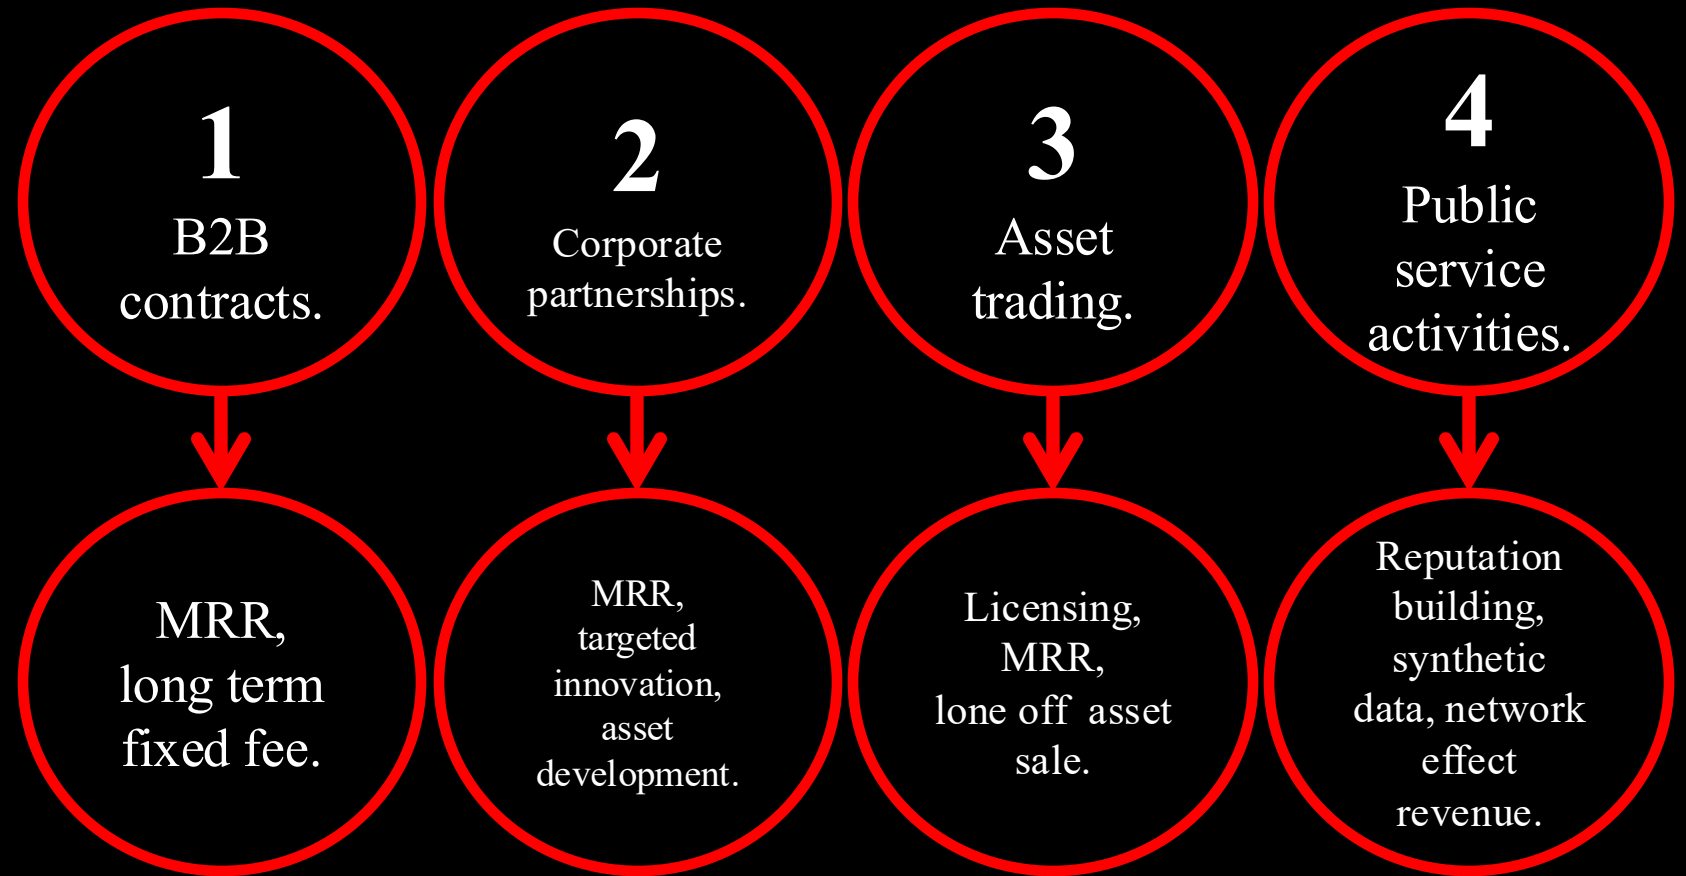 1
B2B
contracts.
2
Corporate
partnerships.
3
Asset
trading.
4
Public
service
activities.
MRR,
long term
fixed fee.
MRR,
targeted
innovation,
asset
development.
Licensing,
MRR,
lone off asset
sale.
Reputation
building,
synthetic
data, network
effect
revenue.